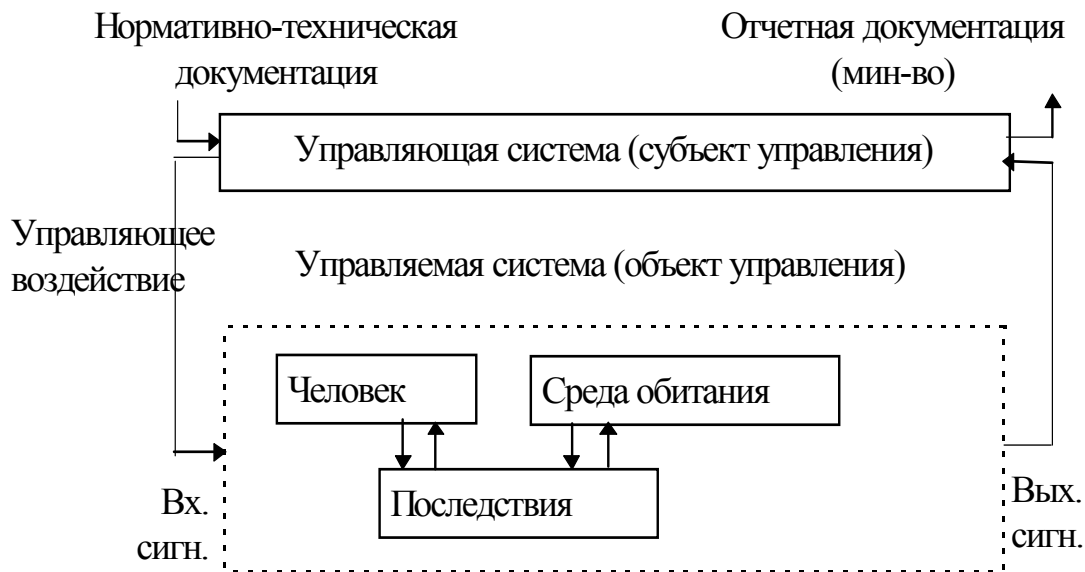 Нормативно-техническая
документация
Отчетная документация
(мин-во)
Управляющая система (субъект управления)
Управляющее
воздействие
Управляемая система (объект управления)
Человек
Среда обитания
Последствия
Вх.
сигн.
Вых.
сигн.